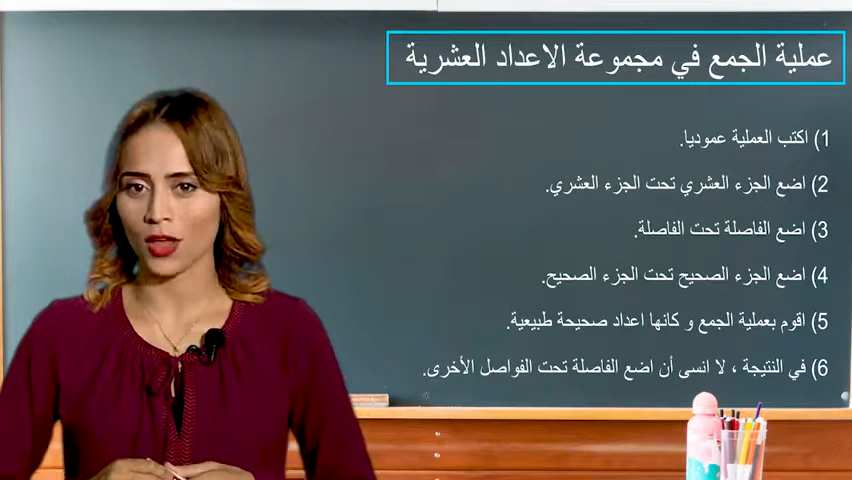 عملية الجمع في مجموعة الاعداد العشرية
1) اكتب العملية عموديا.
2) اضع الجزء العشري تحت الجزء العشري.
3) اضع الفاصلة تحت الفاصلة.
4) اضع الجزء الصحيح تحت الجزء الصحيح.
5) اقوم بعملية الجمع و كانها اعداد صحيحة طبيعية.
6) في النتيجة ، لا انسى أن اضع الفاصلة تحت الفواصل الأخرى.